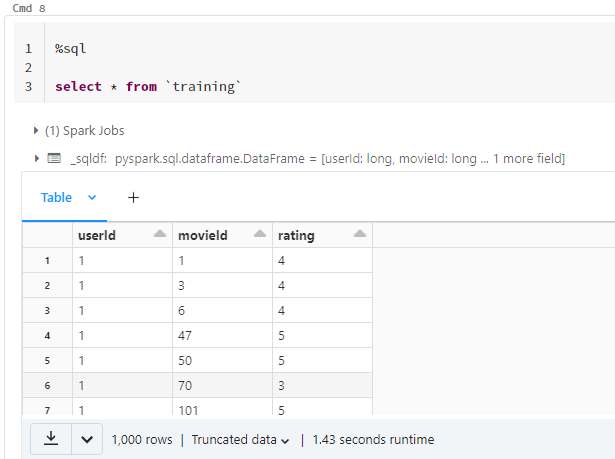 Cmd 8
1 %sql
2
3 select * from `training`
(1) Spark Jobs
_sqldf: pyspark.sql.dataframe.DataFrame = [userId: long, movieId: long ... 1 more field]
Table +
userId movieId rating
1 1 1 4
2 1 3 4
3 1 6 4
4 1 47 5
5 1 50 5
6 1 70 3
7 1 101 5
1,000 rows | Truncated data | 1.43 seconds runtime